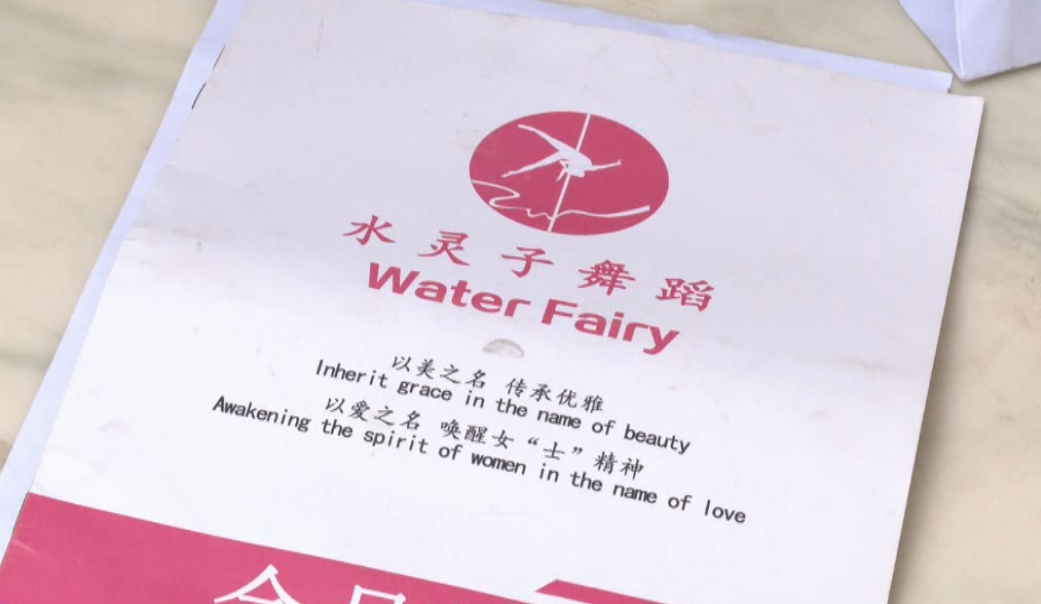 水灵子舞蹈
Water Fairy
以美之名 传承优雅
Inherit grace in the name of beauty
以爱之名 唤醒女“士”精神
Awakening the spirit of women in the name of love